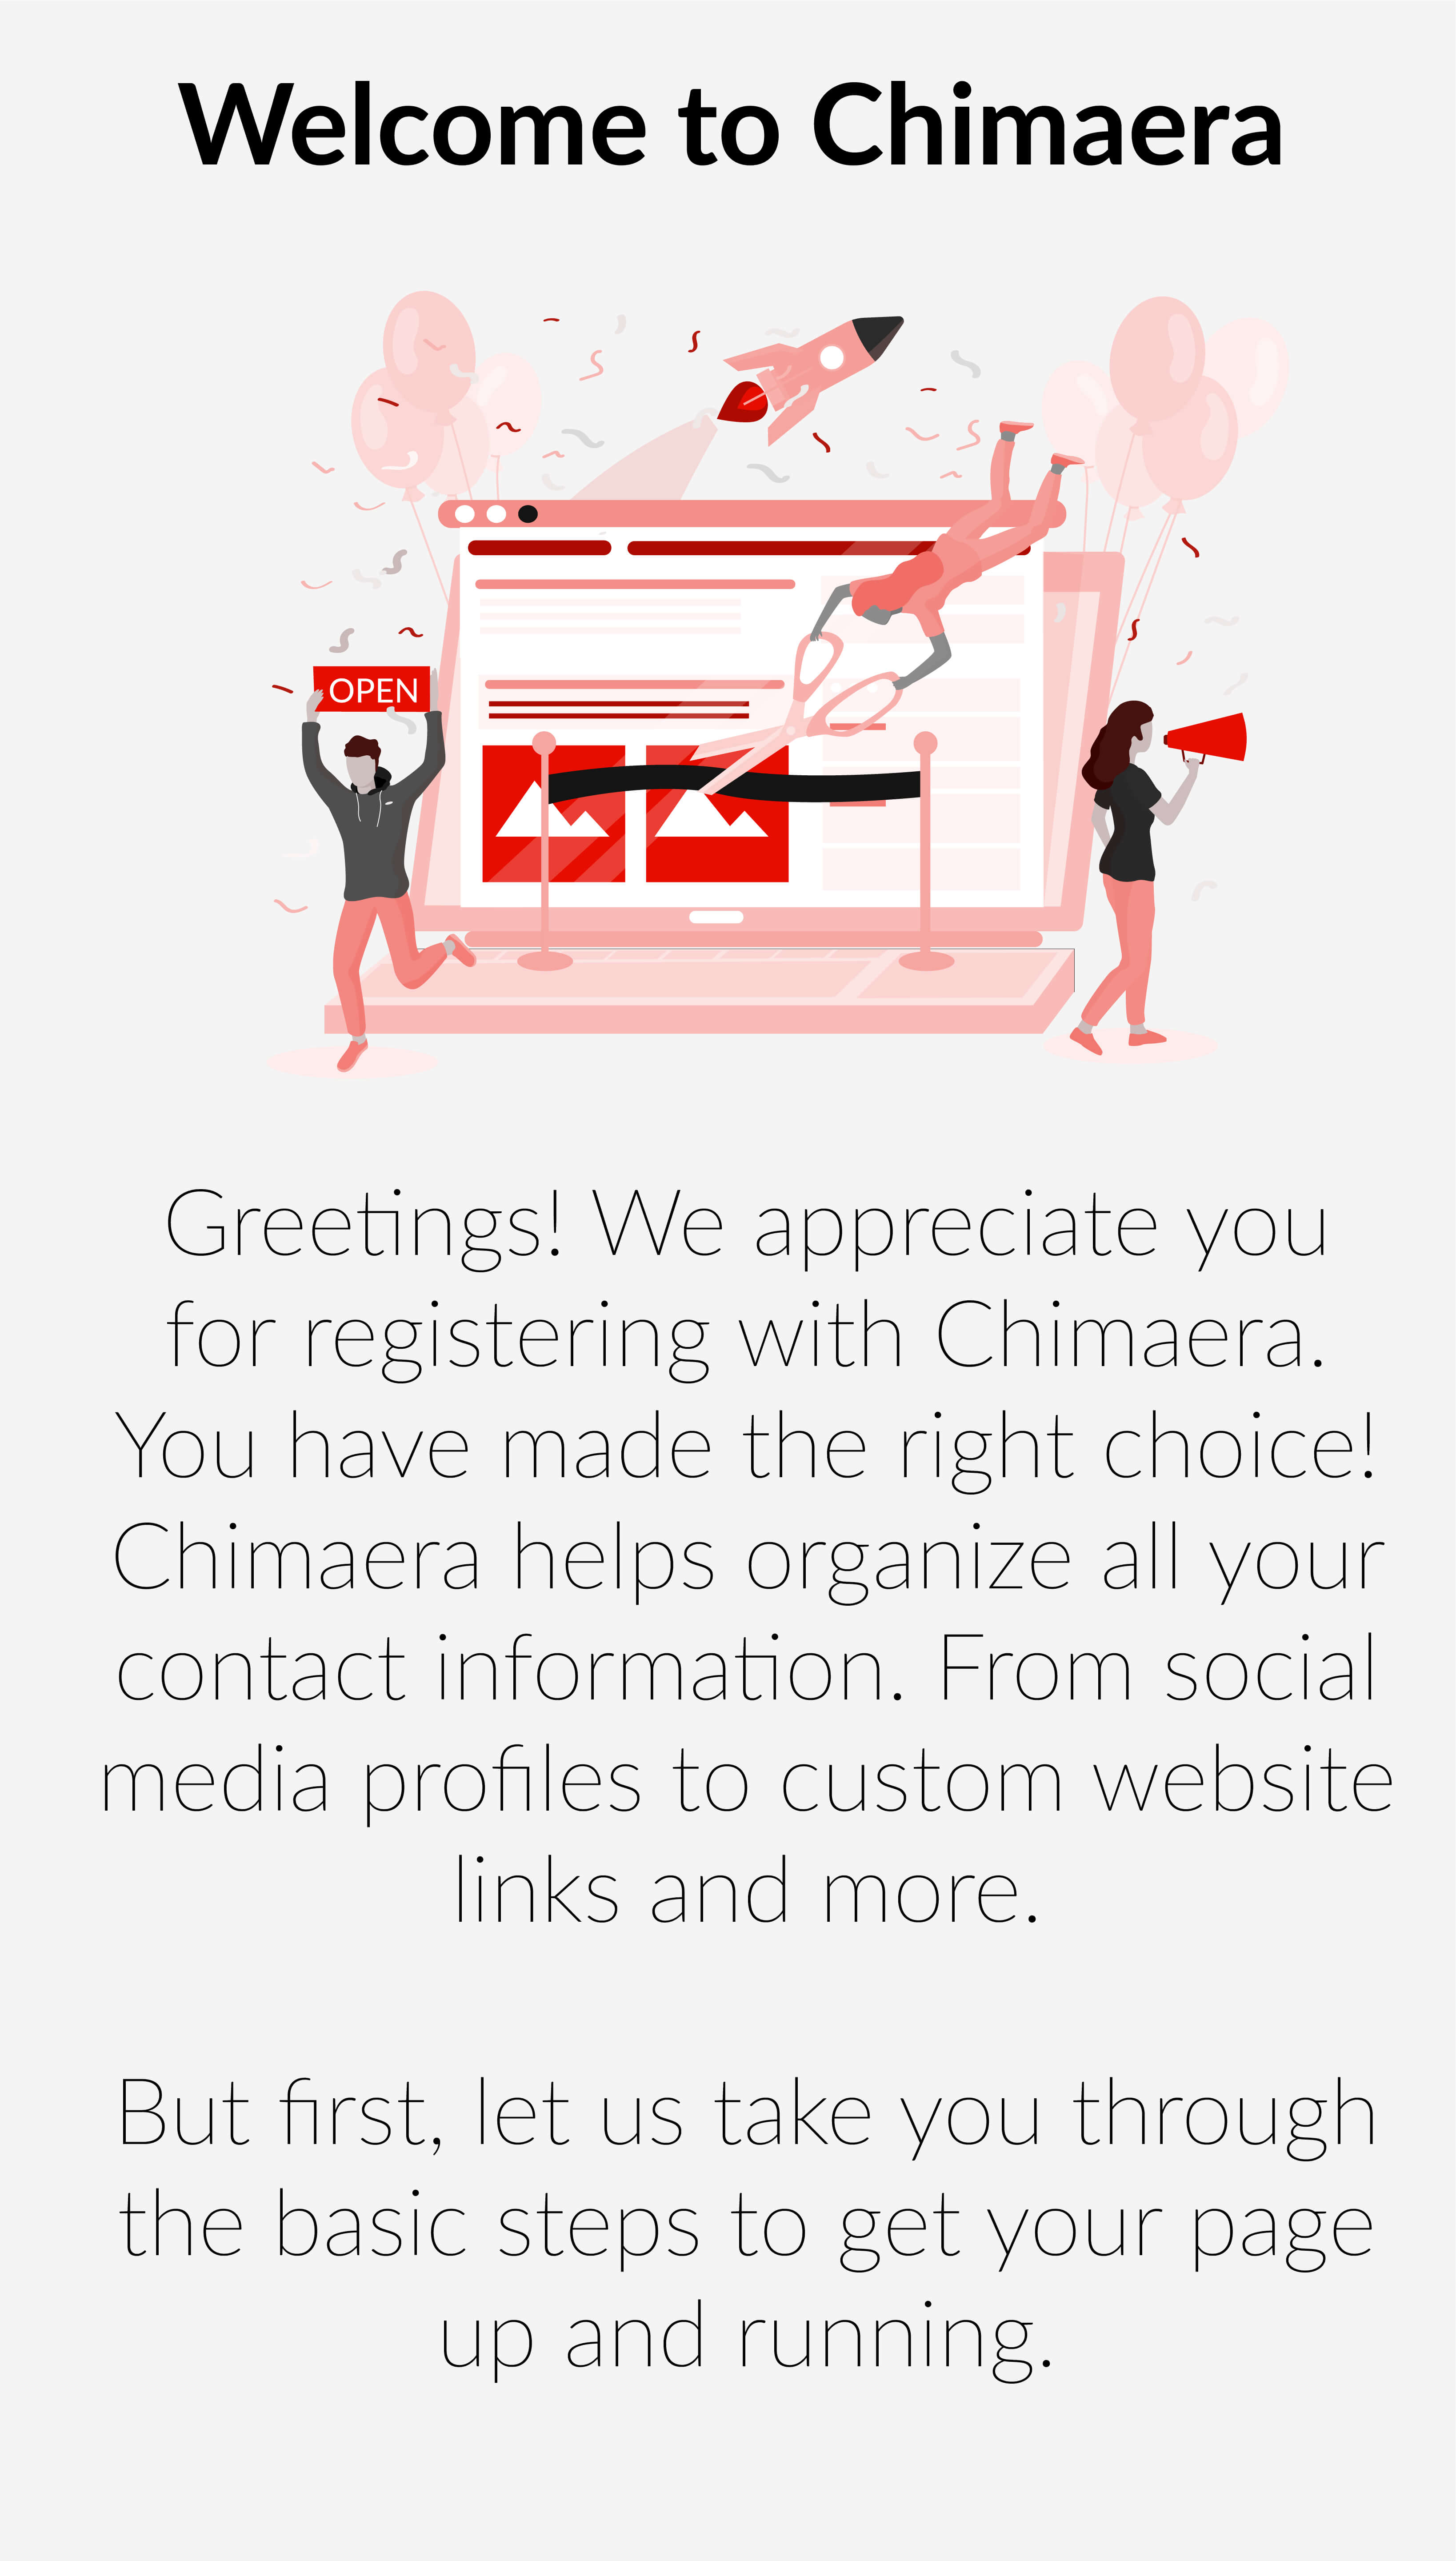 Welcome to Chimaera
OPEN
Greetings! We appreciate you
for registering with Chimaera.
You have made the right choice!
Chimaera helps organize all your
contact information. From social
media profiles to custom website
links and more.
But first, let us take you through
the basic steps to get your page
up and running.